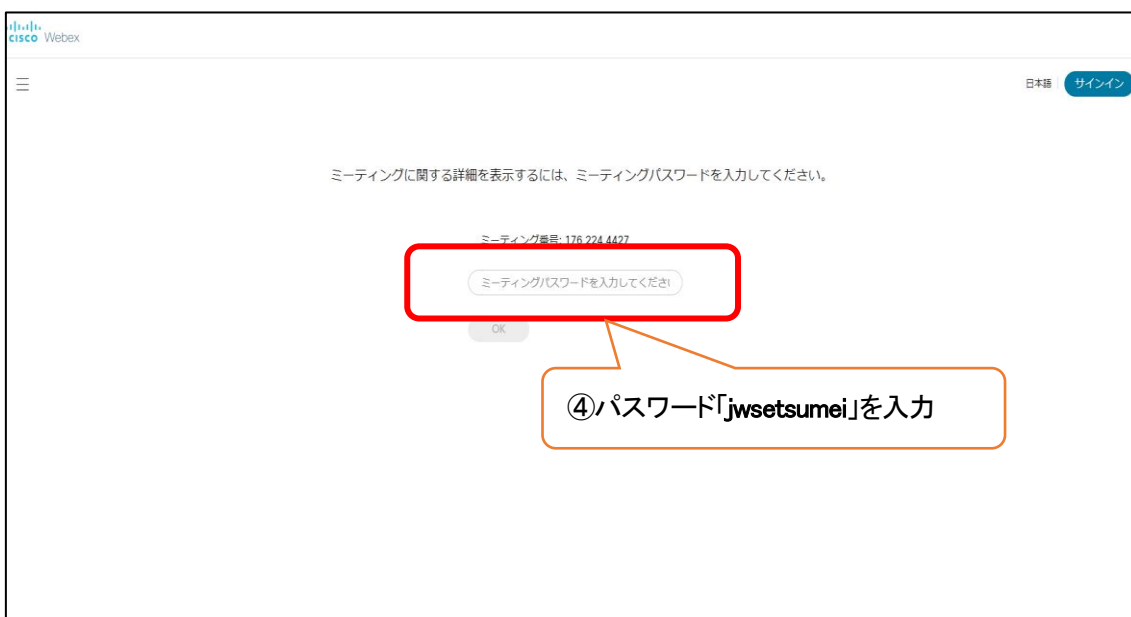 cisco Webex
日本語 サインイン
ミーティングに関する詳細を表示するには、ミーティングパスワードを入力してください。
ミーティング番号: 176 224 4427
ミーティングパスワードを入力してくださ
OK
④パスワード「jwsetsumei」を入力